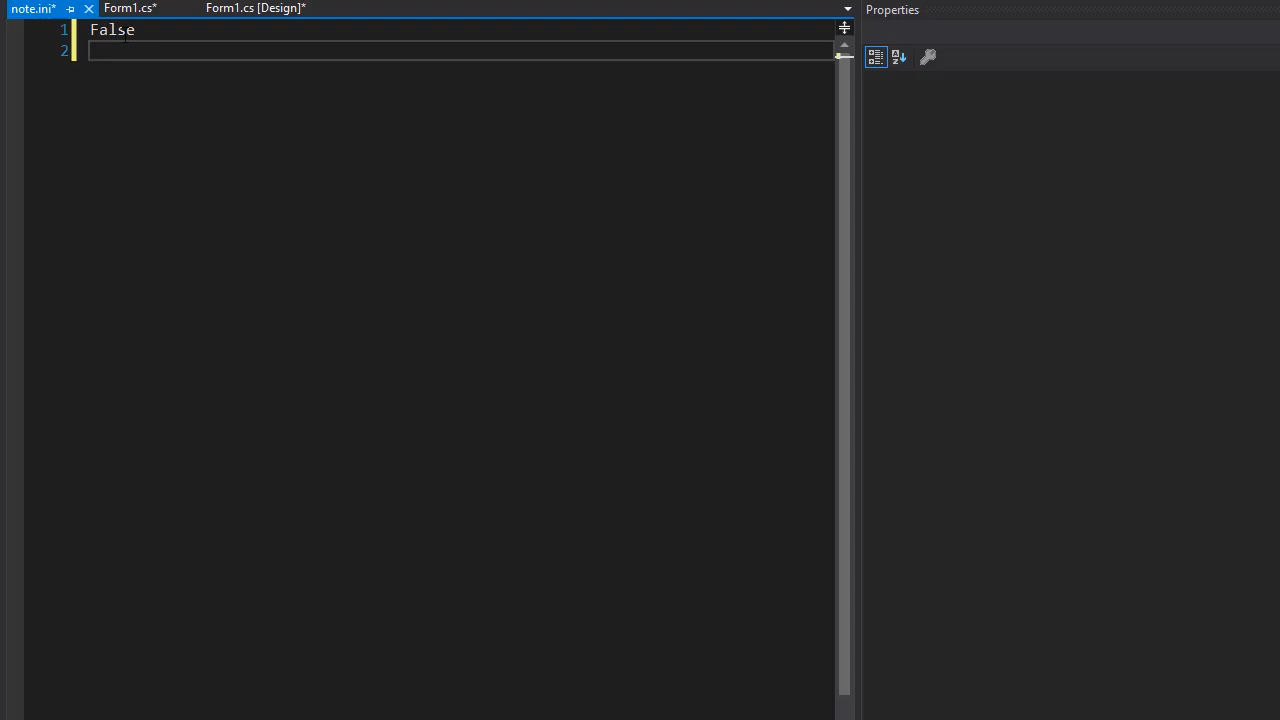 note.ini*
Form1.cs*
Form1.cs [Design]*
Properties
1 False
2